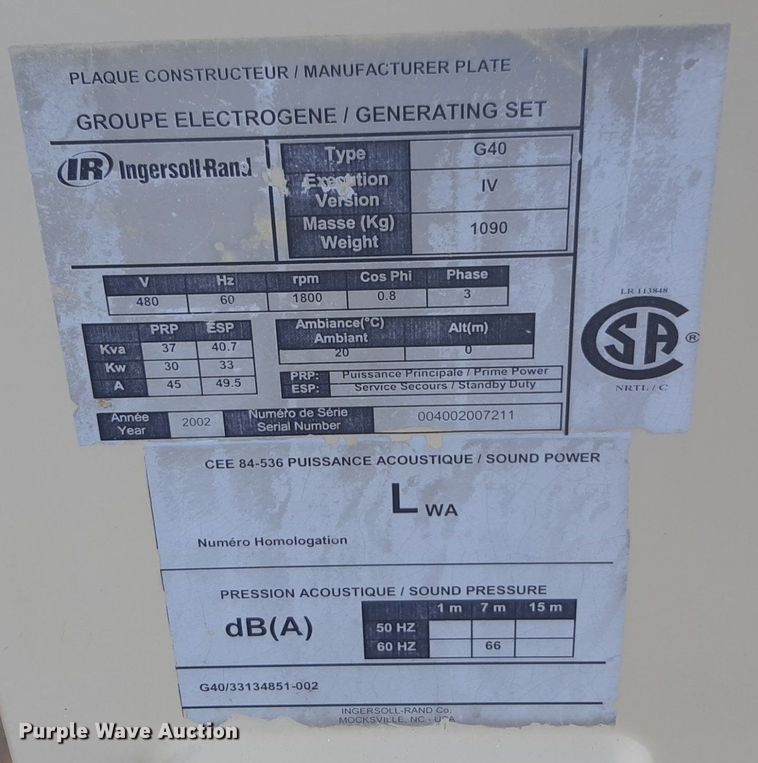 PLAQUE CONSTRUCTEUR / MANUFACTURER PLATE
GROUPE ELECTROGENE / GENERATING SET
IR Ingersoll-Rand
Type G40
Execution Version IV
Masse (Kg) Weight 1090
V Hz rpm Cos Phi Phase
480 60 1800 0.8 3
PRP ESP
Kva 37 40.7
Kw 30 33
A 45 49.5
Ambiance(°C) Ambiant Alt(m)
20 0
PRP: Puissance Principale / Prime Power
ESP: Service Secours / Standby Duty
Année Year 2002 Numéro de Série Serial Number 004002007211
LR 113848
CSA ®
NRTL / C
CEE 84-536 PUISSANCE ACOUSTIQUE / SOUND POWER
L WA
Numéro Homologation
PRESSION ACOUSTIQUE / SOUND PRESSURE
dB(A)
1 m 7 m 15 m
50 HZ
60 HZ 66
G40/33134851-002
INGERSOLL-RAND Co.
MOCKSVILLE, NC - USA
Purple Wave Auction